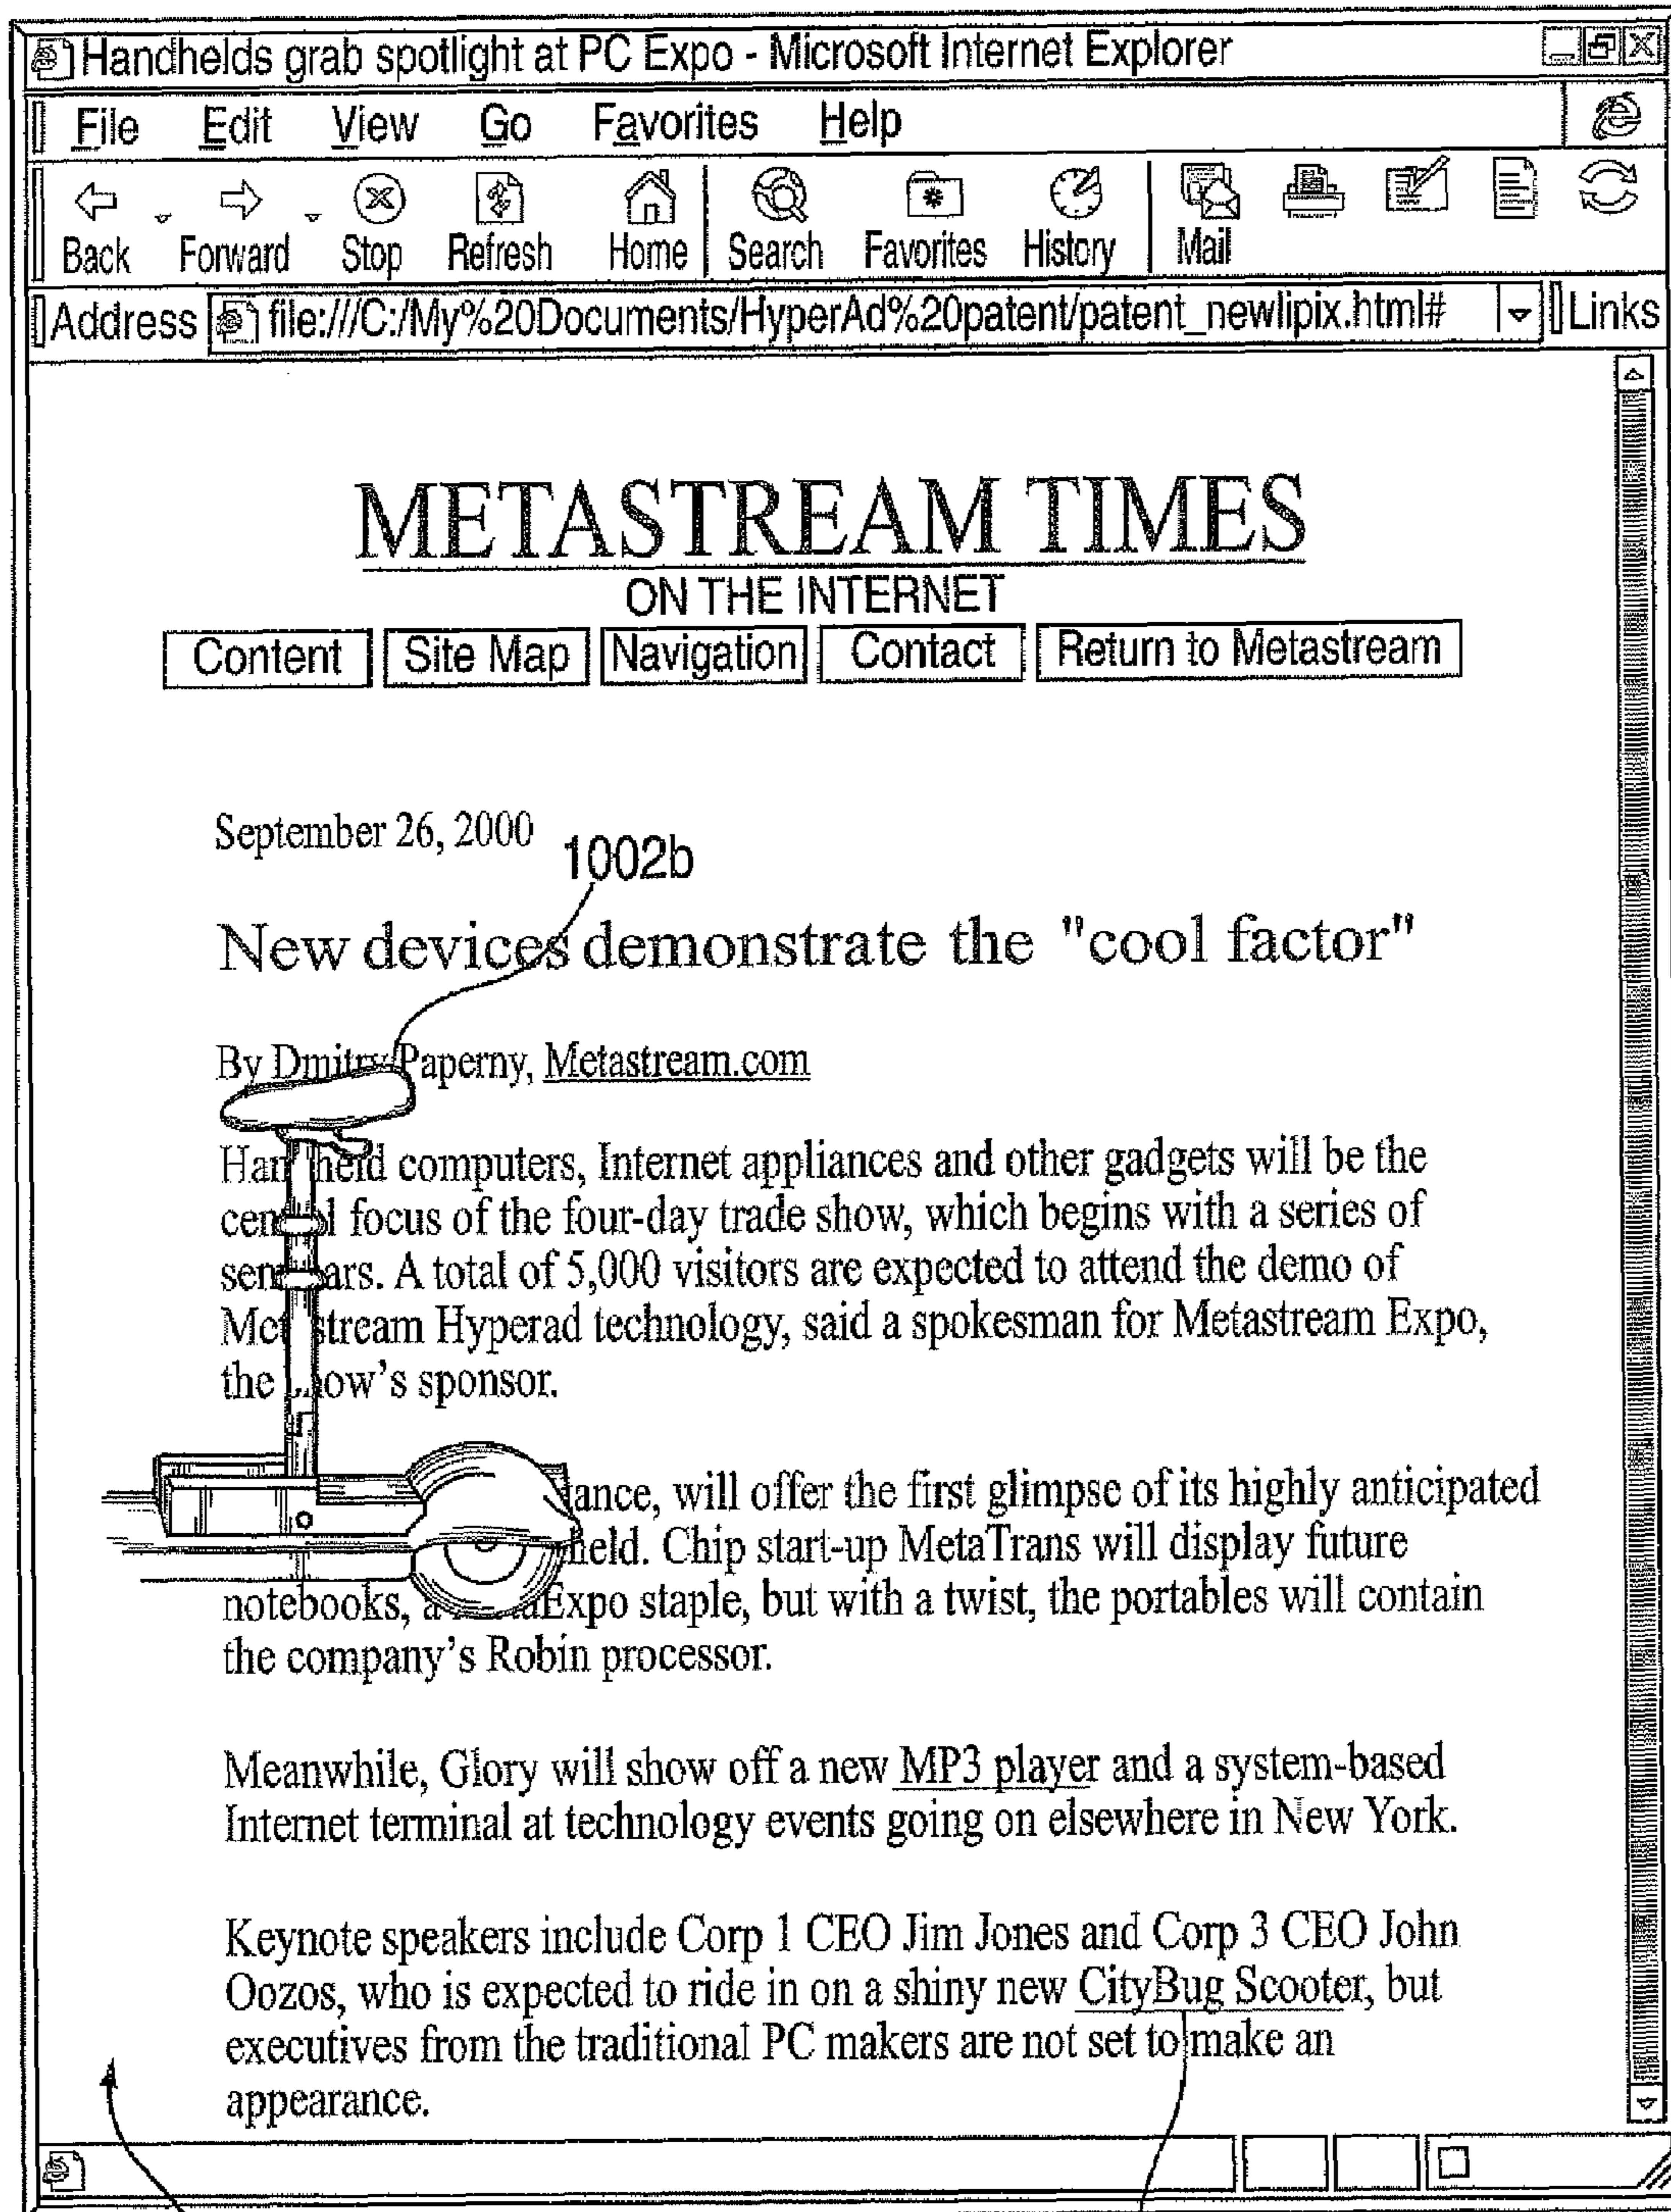 Handhelds grab spotlight at PC Expo - Microsoft Internet Explorer
File Edit View Go Favorites Help
Back Forward Stop Refresh Home Search Favorites History Mail
Address file:///C:/My%20Documents/HyperAd%20patent/patent_newlipix.html# Links
METASTREAM TIMES
ON THE INTERNET
Content Site Map Navigation Contact Return to Metastream
September 26, 2000
1002b
New devices demonstrate the "cool factor"
By Dmitry Paperny, Metastream.com
computers, Internet appliances and other gadgets will be the
focus of the four-day trade show, which begins with a series of
A total of 5,000 visitors are expected to attend the demo of
Hyperad technology, said a spokesman for Metastream Expo,
the sponsor.
will offer the first glimpse of its highly anticipated
Chip start-up MetaTrans will display future
notebooks, staple, but with a twist, the portables will contain
the company's Robin processor.
Meanwhile, Glory will show off a new MP3 player and a system-based
Internet terminal at technology events going on elsewhere in New York.
Keynote speakers include Corp 1 CEO Jim Jones and Corp 3 CEO John
Oozos, who is expected to ride in on a shiny new CityBug Scooter, but
executives from the traditional PC makers are not set to make an
appearance.